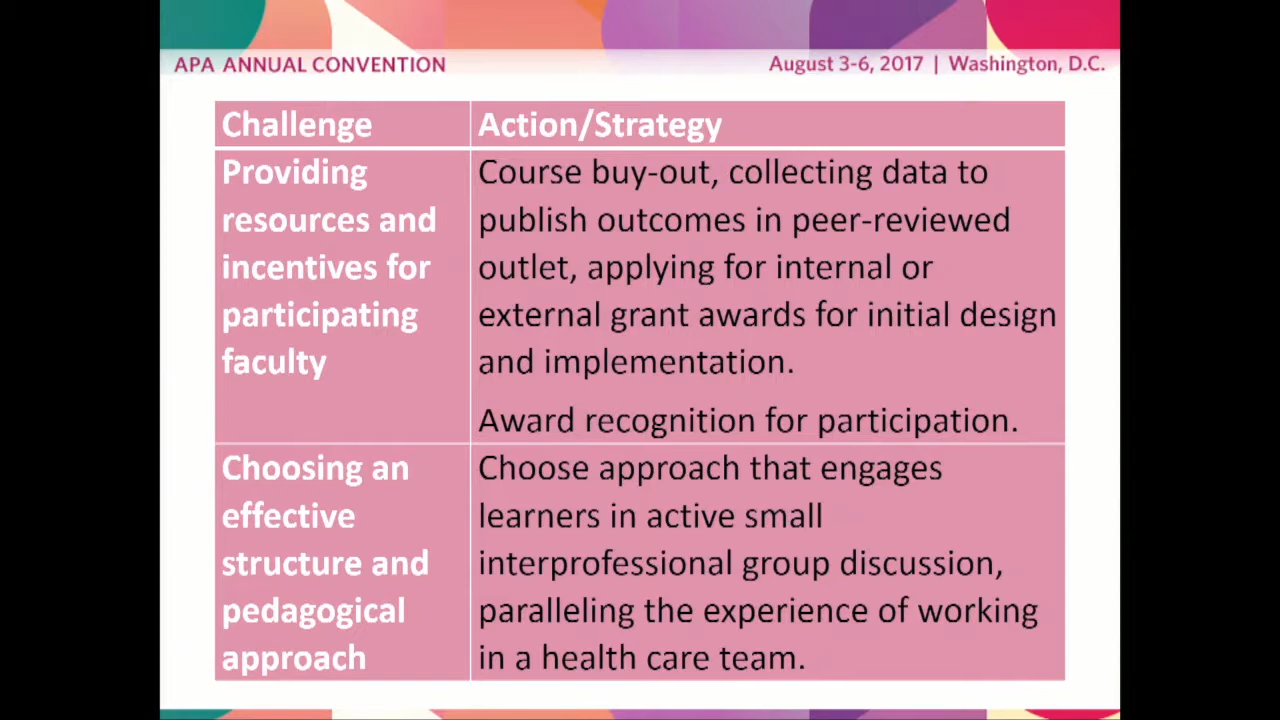 APA ANNUAL CONVENTION
August 3-6, 2017 | Washington, D.C.
Challenge
Action/Strategy
Providing
resources and
incentives for
participating
faculty
Course buy-out, collecting data to
publish outcomes in peer-reviewed
outlet, applying for internal or
external grant awards for initial design
and implementation.
Award recognition for participation.
Choosing an
effective
structure and
pedagogical
approach
Choose approach that engages
learners in active small
interprofessional group discussion,
paralleling the experience of working
in a health care team.